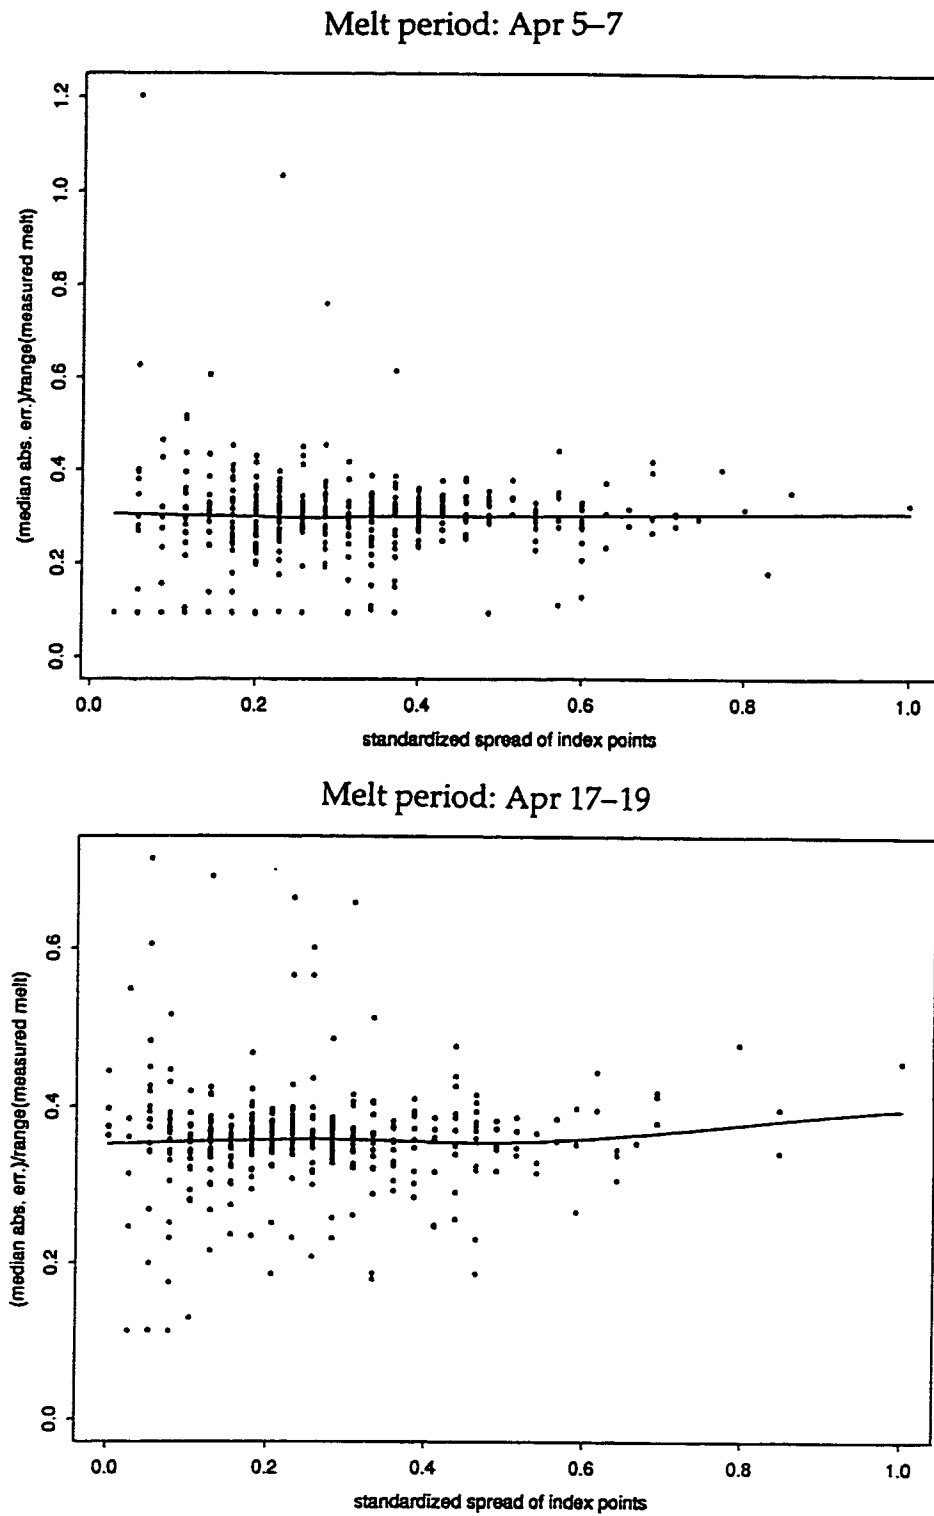 Melt period: Apr 5–7
(median abs. err.)/range(measured melt)
1.2
1.0
0.8
0.6
0.4
0.2
0.0
0.0 0.2 0.4 0.6 0.8 1.0
standardized spread of index points
Melt period: Apr 17–19
(median abs. err.)/range(measured melt)
0.6
0.4
0.2
0.0
0.0 0.2 0.4 0.6 0.8 1.0
standardized spread of index points